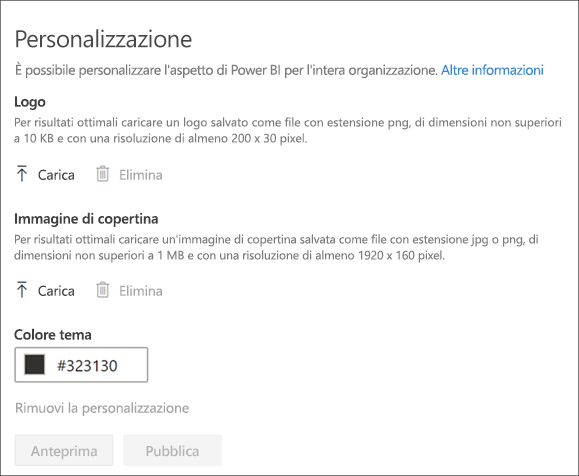 Personalizzazione
È possibile personalizzare l'aspetto di Power BI per l'intera organizzazione. Altre informazioni
Logo
Per risultati ottimali caricare un logo salvato come file con estensione png, di dimensioni non superiori
a 10 KB e con una risoluzione di almeno 200 x 30 pixel.
Carica Elimina
Immagine di copertina
Per risultati ottimali caricare un'immagine di copertina salvata come file con estensione jpg o png, di
dimensioni non superiori a 1 MB e con una risoluzione di almeno 1920 x 160 pixel.
Carica Elimina
Colore tema
#323130
Rimuovi la personalizzazione
Anteprima Pubblica